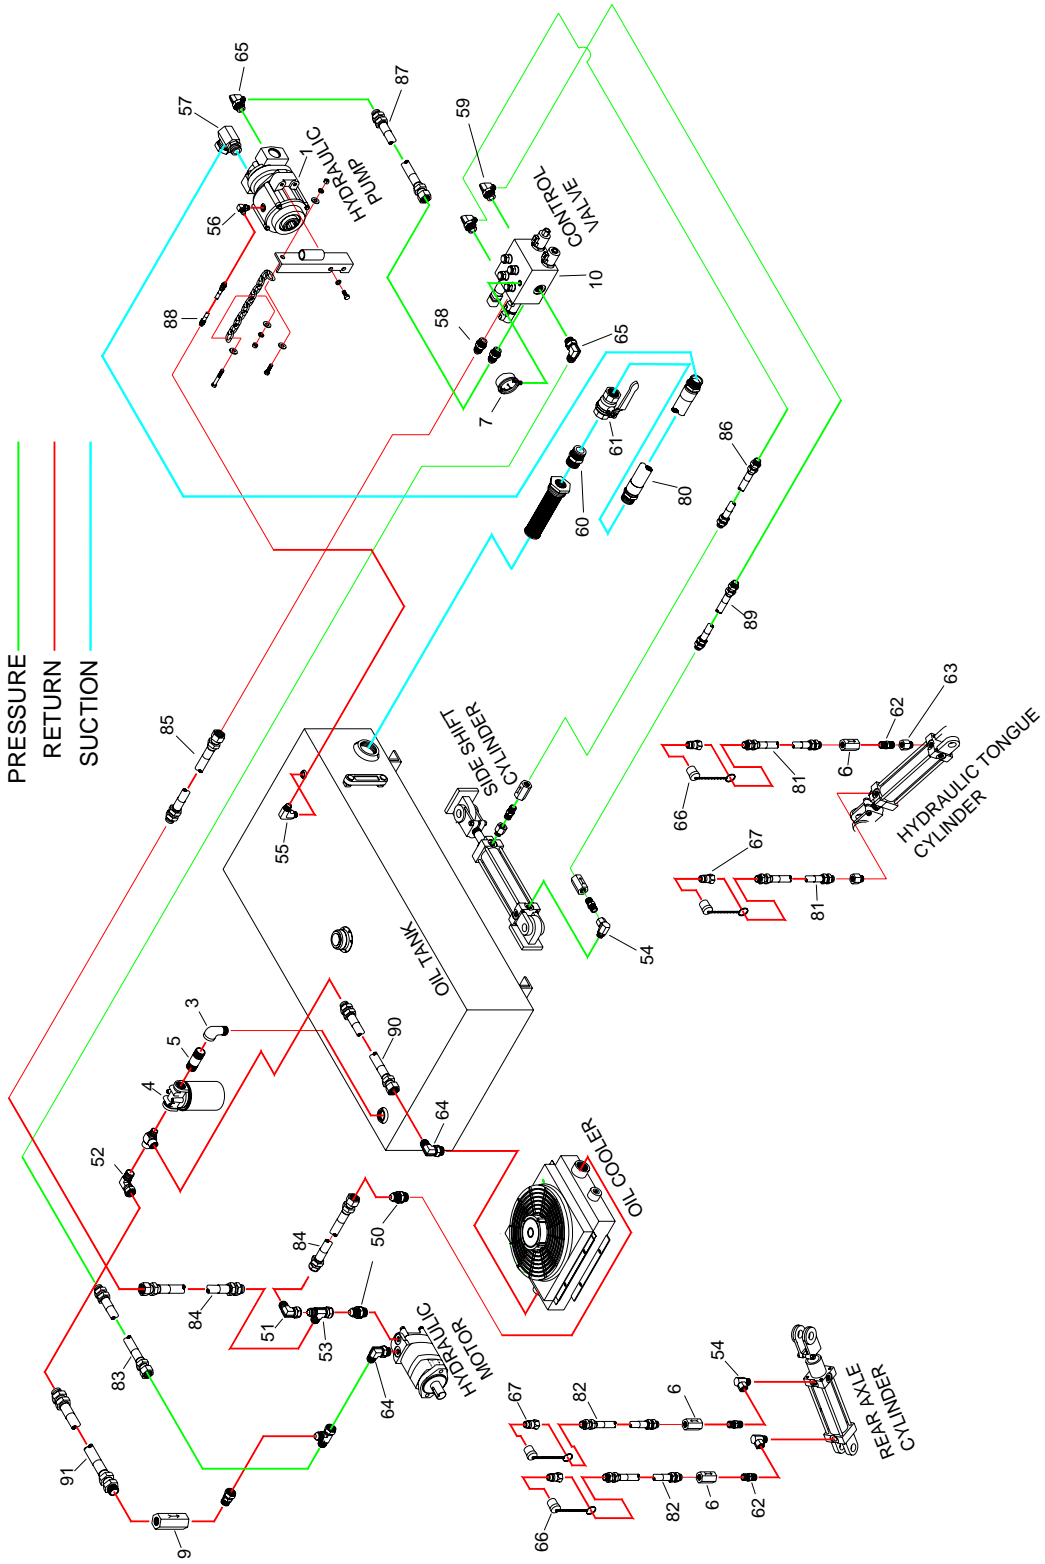 PRESSURE
RETURN
SUCTION
65
57
87
59
HYDRAULIC
PUMP
7
56
88
CONTROL
VALVE
10
58
65
7
61
60
80
86
89
85
55
SIDE SHIFT
CYLINDER
54
OIL TANK
63
62
6
81
66
67
81
HYDRAULIC TONGUE
CYLINDER
3
5
4
52
90
64
84
50
OIL COOLER
84
51
53
83
64
HYDRAULIC
MOTOR
91
9
54
67
82
6
REAR AXLE
CYLINDER
66
82
6
62